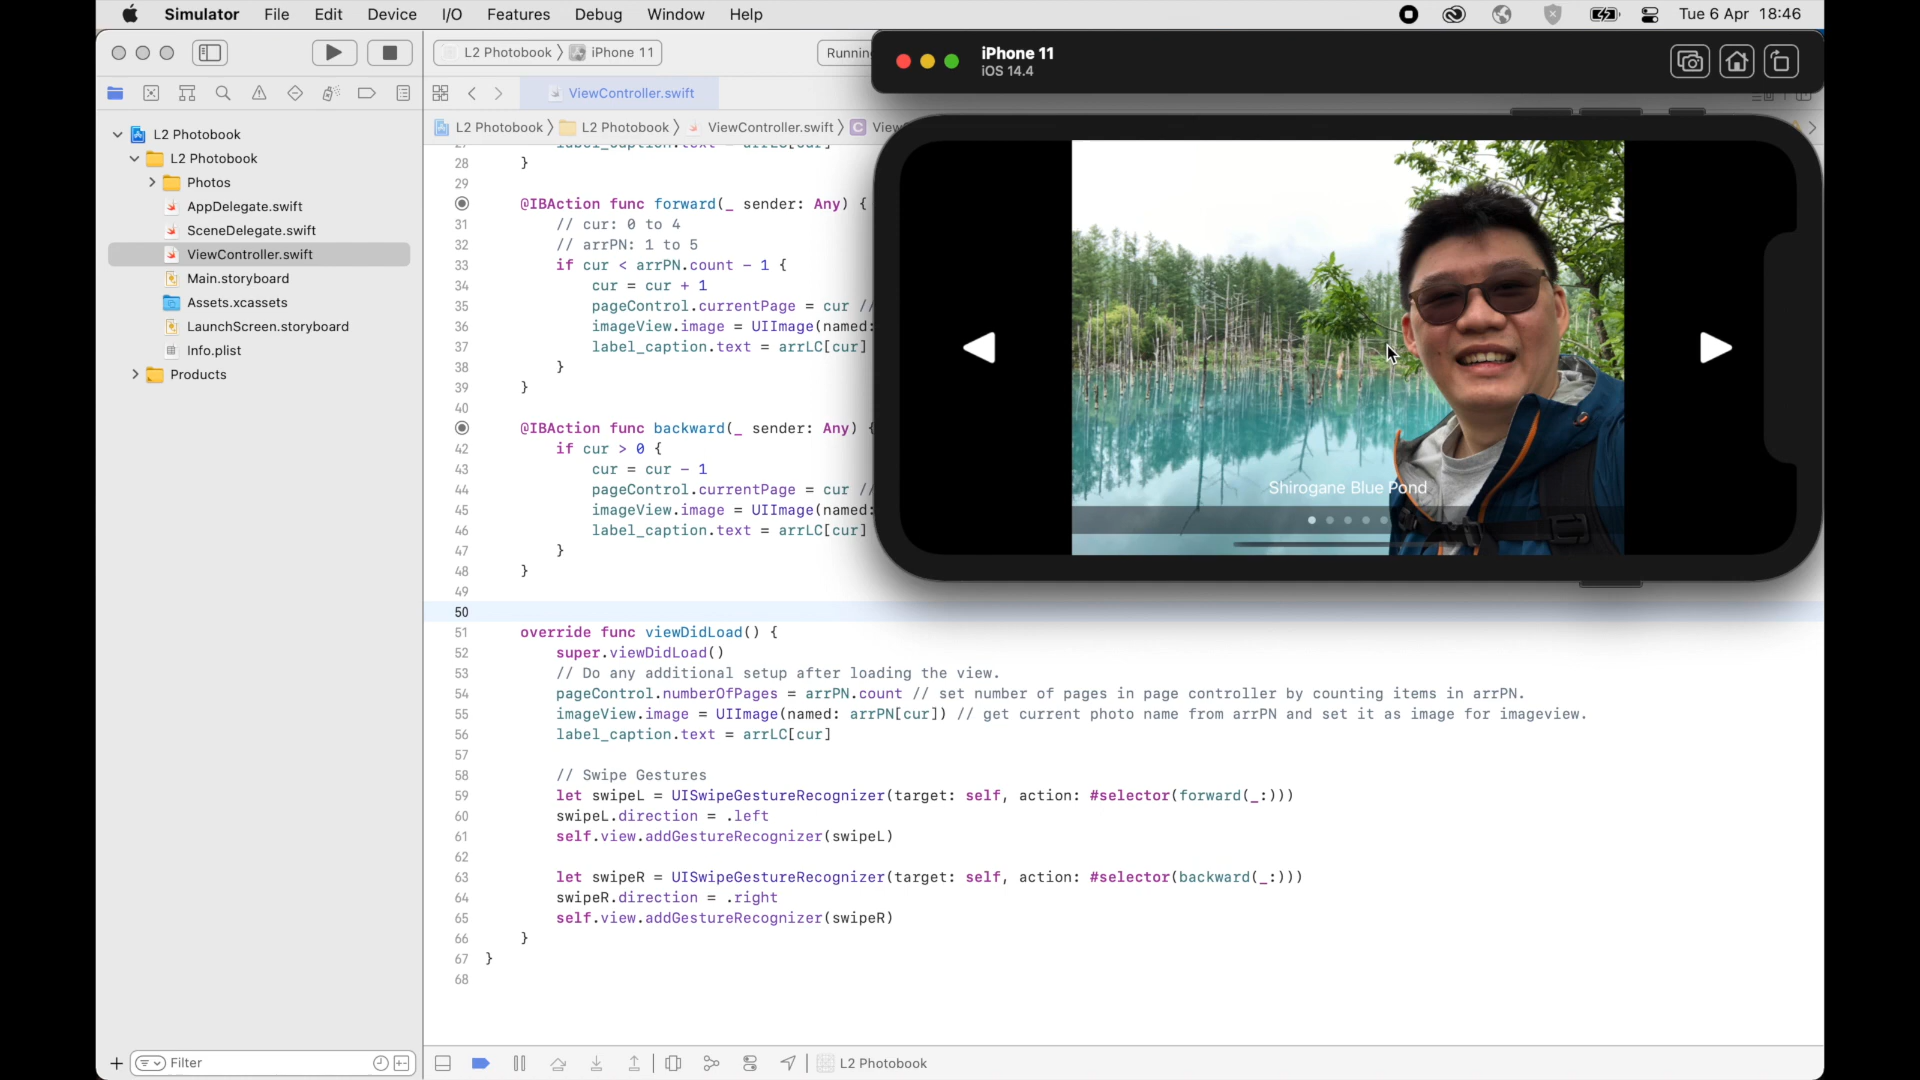 Simulator File Edit Device I/O Features Debug Window Help Tue 6 Apr 18:46
L2 Photobook iPhone 11
iPhone 11
iOS 14.4
ViewController.swift
L2 Photobook L2 Photobook ViewController.swift C
L2 Photobook
L2 Photobook
Photos
AppDelegate.swift
SceneDelegate.swift
ViewController.swift
Main.storyboard
Assets.xcassets
LaunchScreen.storyboard
Info.plist
Products
28 }
29
@IBAction func forward(_ sender: Any) {
31 // cur: 0 to 4
32 // arrPN: 1 to 5
33 if cur < arrPN.count - 1 {
34 cur = cur + 1
35 pageControl.currentPage = cur //
36 imageView.image = UIImage(named:
37 label_caption.text = arrLC[cur]
38 }
39 }
40
@IBAction func backward(_ sender: Any) {
42 if cur > 0 {
43 cur = cur - 1
44 pageControl.currentPage = cur //
45 imageView.image = UIImage(named:
46 label_caption.text = arrLC[cur]
47 }
48 }
49
50
51 override func viewDidLoad() {
52 super.viewDidLoad()
53 // Do any additional setup after loading the view.
54 pageControl.numberOfPages = arrPN.count // set number of pages in page controller by counting items in arrPN.
55 imageView.image = UIImage(named: arrPN[cur]) // get current photo name from arrPN and set it as image for imageview.
56 label_caption.text = arrLC[cur]
57
58 // Swipe Gestures
59 let swipeL = UISwipeGestureRecognizer(target: self, action: #selector(forward(_:)))
60 swipeL.direction = .left
61 self.view.addGestureRecognizer(swipeL)
62
63 let swipeR = UISwipeGestureRecognizer(target: self, action: #selector(backward(_:)))
64 swipeR.direction = .right
65 self.view.addGestureRecognizer(swipeR)
66 }
67 }
68
Shirogane Blue Pond
Filter
L2 Photobook